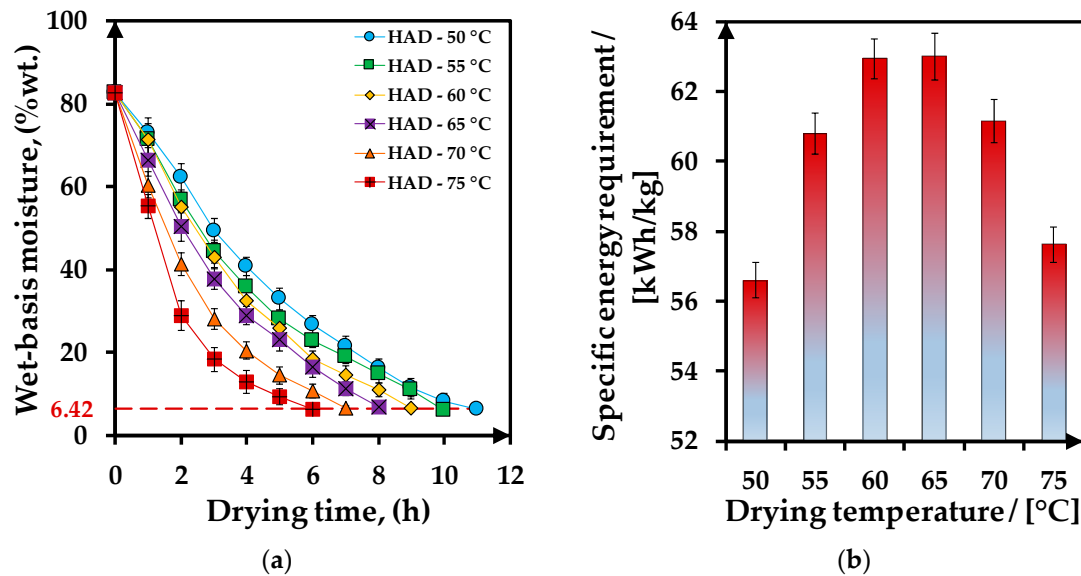 100
80
60
40
20
6.42
0
0 2 4 6 8 10 12
Wet-basis moisture, (%wt.)
Drying time, (h)
HAD - 50 °C
HAD - 55 °C
HAD - 60 °C
HAD - 65 °C
HAD - 70 °C
HAD - 75 °C
(a)
64
62
60
58
56
54
52
50 55 60 65 70 75
Specific energy requirement /
[kWh/kg]
Drying temperature / [°C]
(b)